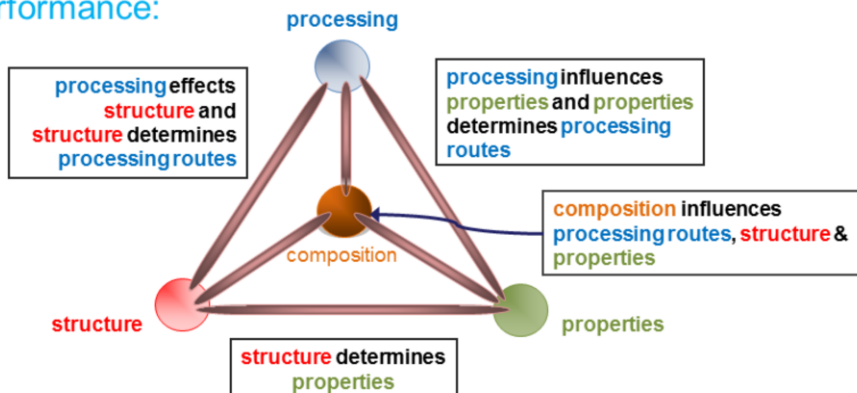 processing
processing effects
structure and
structure determines
processing routes
processing influences
properties and properties
determines processing
routes
composition influences
processing routes, structure &
properties
composition
structure
properties
structure determines
properties